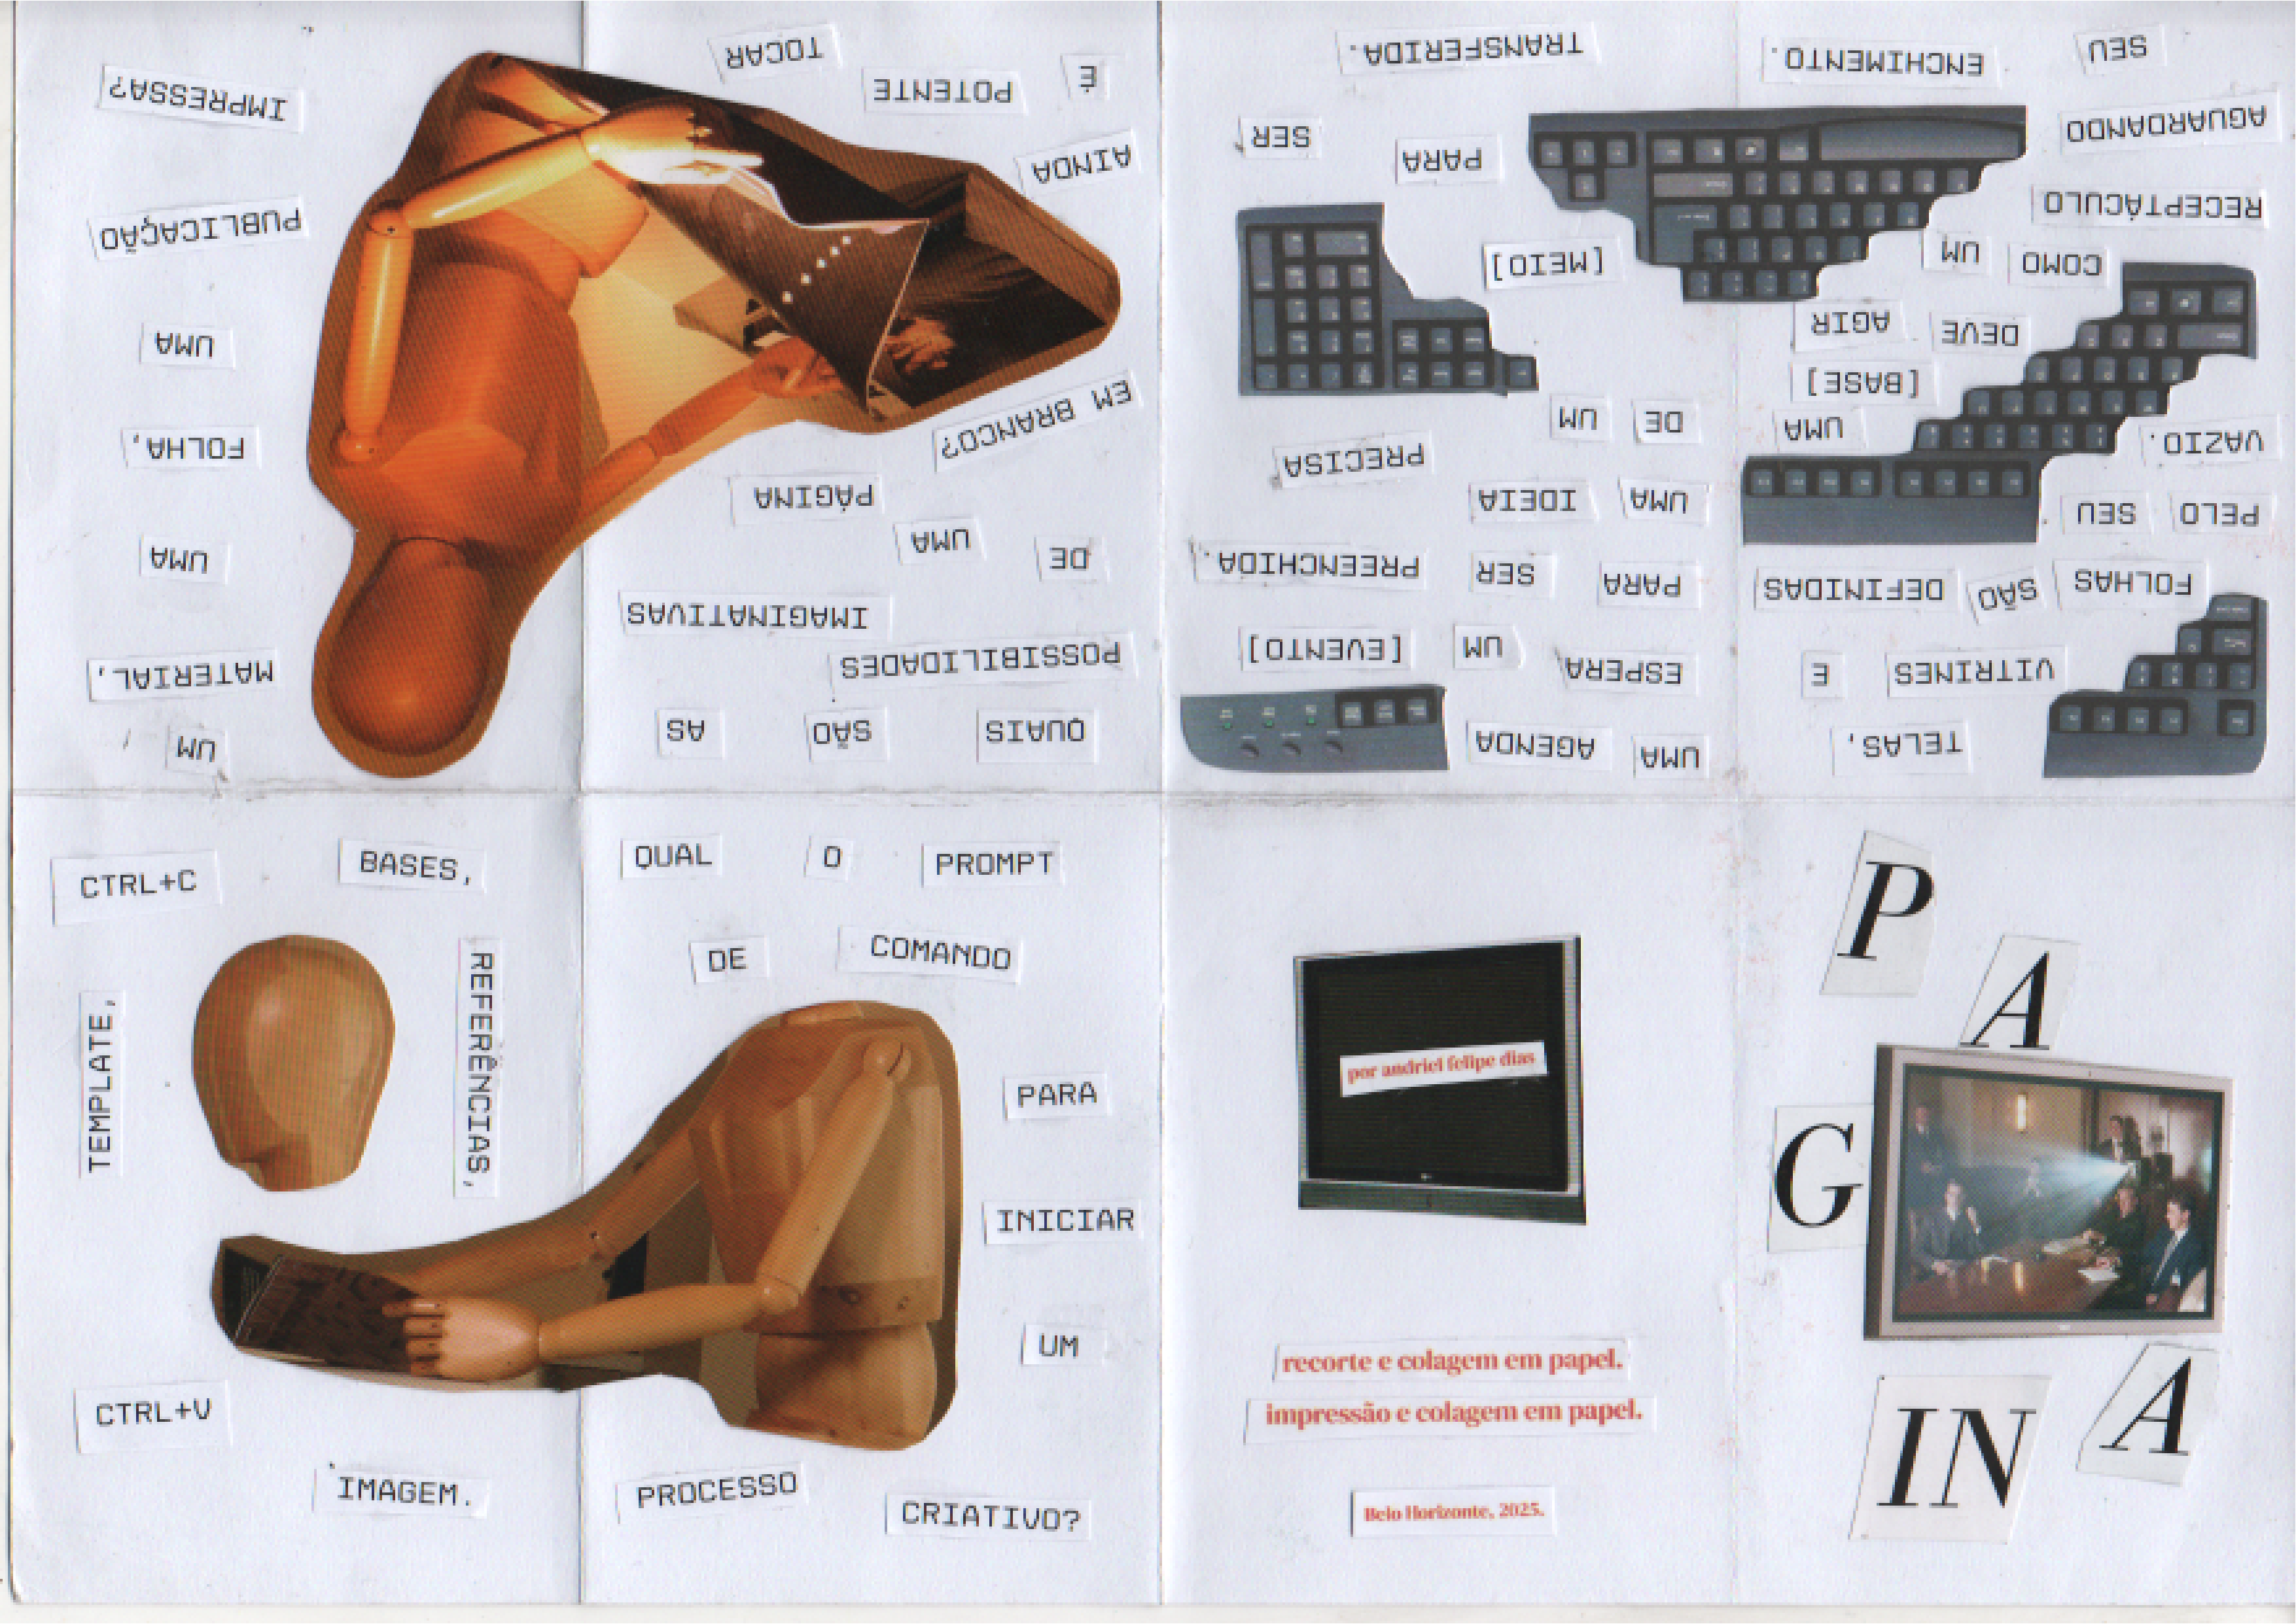 PAGINA
TELAS,
VITRINES E
FOLHAS SÃO DEFINIDAS
PELO SEU
VAZIO.
UMA
[BASE]
DEVE AGIR
COMO UM
RECEPTÁCULO
AGUARDANDO
SEU
ENCHIMENTO.
UMA AGENDA
ESPERA UM [EVENTO]
PARA SER PREENCHIDA.
UMA IDEIA
PRECISA
DE UM
[MEIO]
PARA SER
TRANSFERIDA.
QUAIS SÃO AS
POSSIBILIDADES
IMAGINATIVAS
DE UMA
PÁGINA
EM BRANCO?
AINDA
É POTENTE
TOCAR
UM
MATERIAL,
UMA
FOLHA,
UMA
PUBLICAÇÃO
IMPRESSA?
CTRL+C BASES,
REFERÊNCIAS,
TEMPLATE,
CTRL+V
IMAGEM.
QUAL O PROMPT
DE COMANDO
PARA
INICIAR
UM
PROCESSO
CRIATIVO?
por andriel felipe dias
recorte e colagem em papel.
impressão e colagem em papel.
Belo Horizonte, 2025.